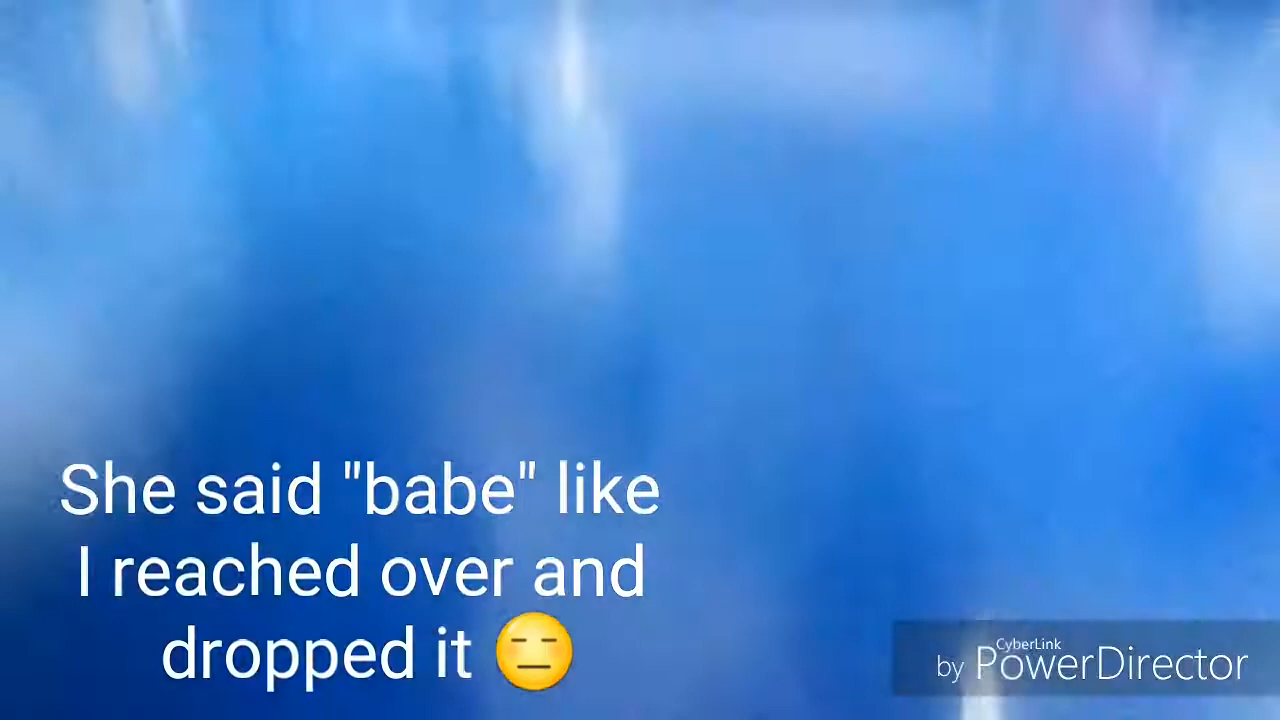 She said "babe" like
I reached over and
dropped it 😑
CyberLink
by PowerDirector